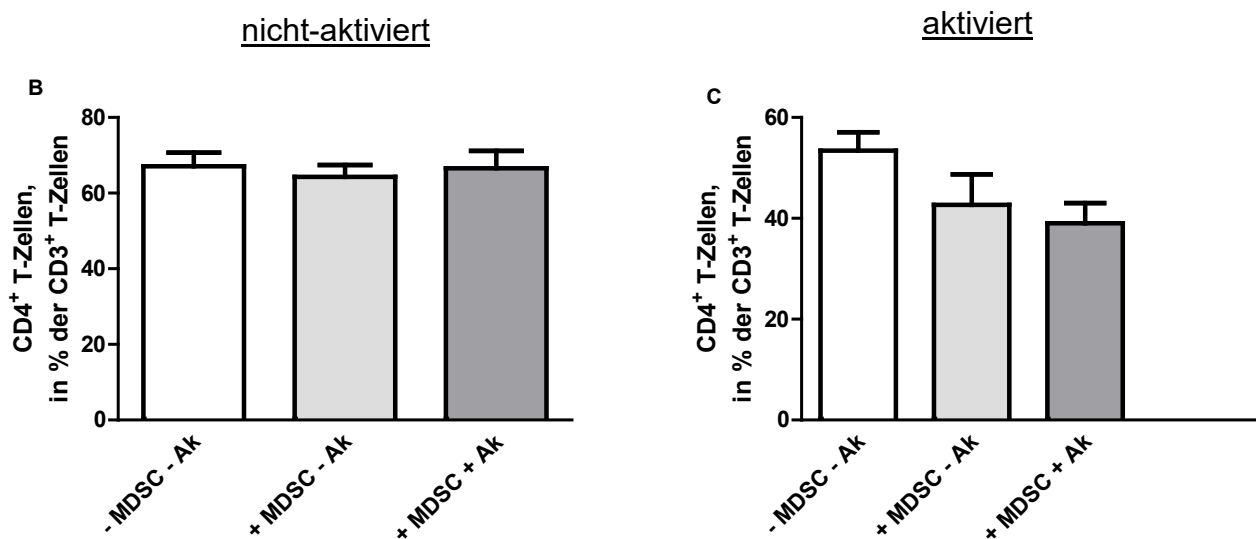 nicht-aktiviert
B
CD4⁺ T-Zellen,
in % der CD3⁺ T-Zellen
80
60
40
20
0
- MDSC - Ak
+ MDSC - Ak
+ MDSC + Ak
aktiviert
C
CD4⁺ T-Zellen,
in % der CD3⁺ T-Zellen
60
40
20
0
- MDSC - Ak
+ MDSC - Ak
+ MDSC + Ak